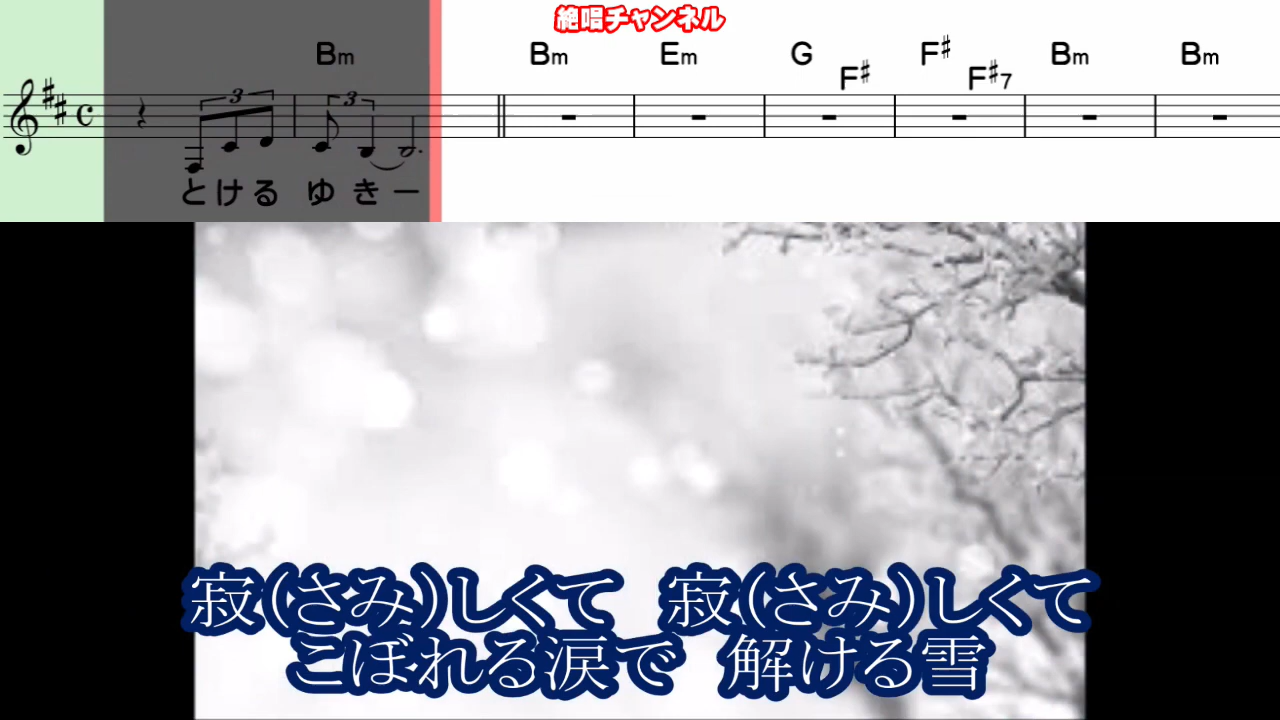 絶唱チャンネル
Bm Bm Em G F♯ F♯ F♯7 Bm Bm
3 3
とける ゆきー
寂(さみ)しくて 寂(さみ)しくて
こぼれる涙で 解ける雪